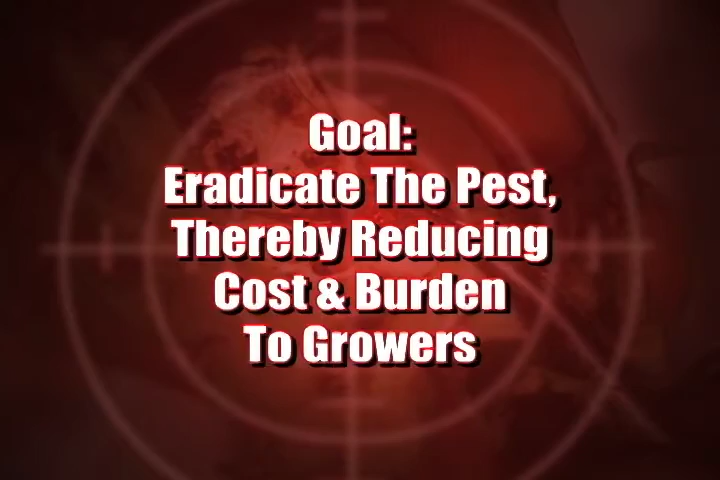 Goal:
Eradicate The Pest,
Thereby Reducing
Cost & Burden
To Growers